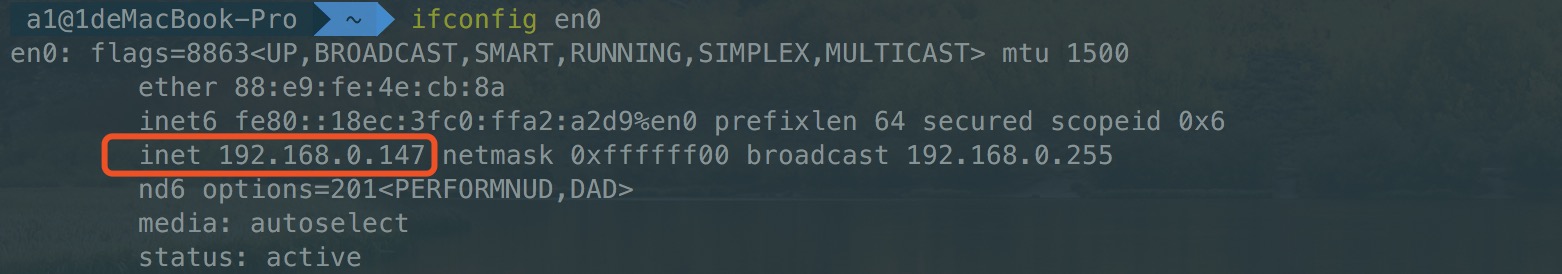 a1@1deMacBook-Pro ~ ifconfig en0
en0: flags=8863<UP,BROADCAST,SMART,RUNNING,SIMPLEX,MULTICAST> mtu 1500
ether 88:e9:fe:4e:cb:8a
inet6 fe80::18ec:3fc0:ffa2:a2d9%en0 prefixlen 64 secured scopeid 0x6
inet 192.168.0.147 netmask 0xffffff00 broadcast 192.168.0.255
nd6 options=201<PERFORMNUD,DAD>
media: autoselect
status: active